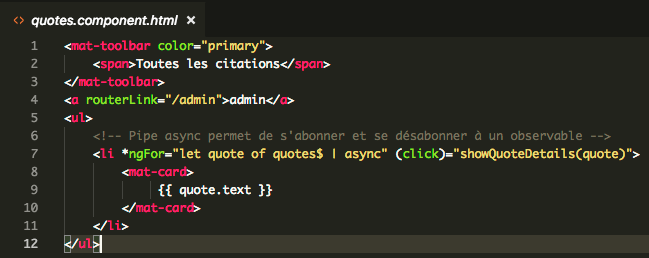 quotes.component.html ×
1 <mat-toolbar color="primary">
2 <span>Toutes les citations</span>
3 </mat-toolbar>
4 <a routerLink="/admin">admin</a>
5 <ul>
6 <!-- Pipe async permet de s'abonner et se désabonner à un observable -->
7 <li *ngFor="let quote of quotes$ | async" (click)="showQuoteDetails(quote)">
8 <mat-card>
9 {{ quote.text }}
10 </mat-card>
11 </li>
12 </ul>